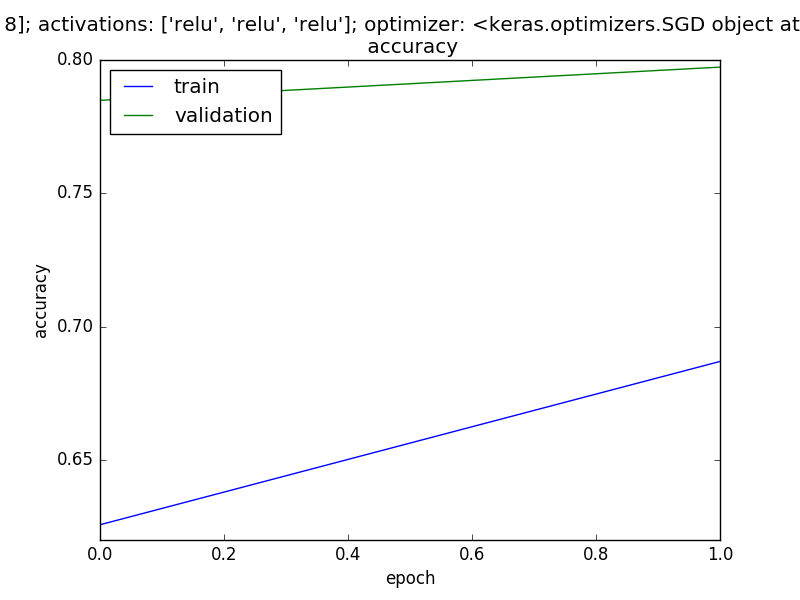 8]; activations: ['relu', 'relu', 'relu']; optimizer: <keras.optimizers.SGD object at
accuracy
train
validation
0.80
0.75
0.70
0.65
accuracy
0.0 0.2 0.4 0.6 0.8 1.0
epoch